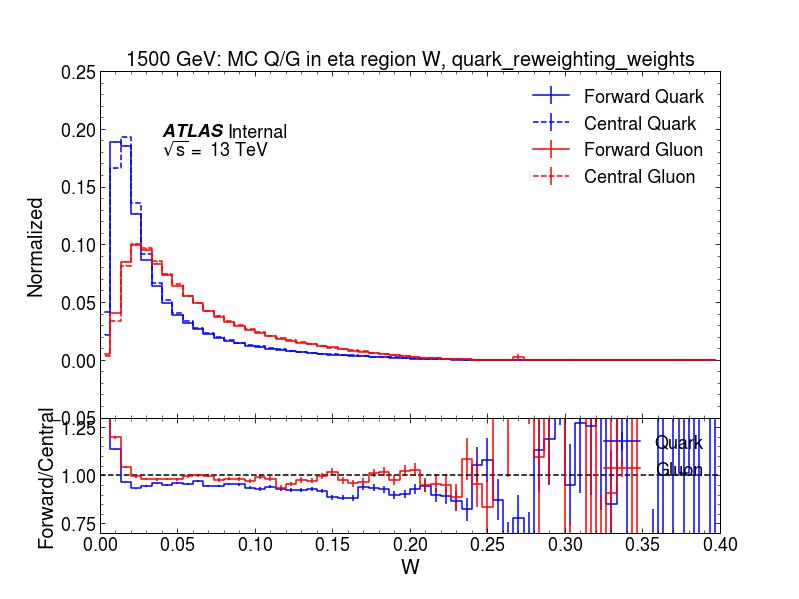 1500 GeV: MC Q/G in eta region W, quark_reweighting_weights
0.25
0.20
0.15
0.10
0.05
0.00
0.05
Normalized
ATLAS Internal
√s = 13 TeV
Forward Quark
Central Quark
Forward Gluon
Central Gluon
1.25
1.00
0.75
Forward/Central
Quark
Gluon
0.00 0.05 0.10 0.15 0.20 0.25 0.30 0.35 0.40
W